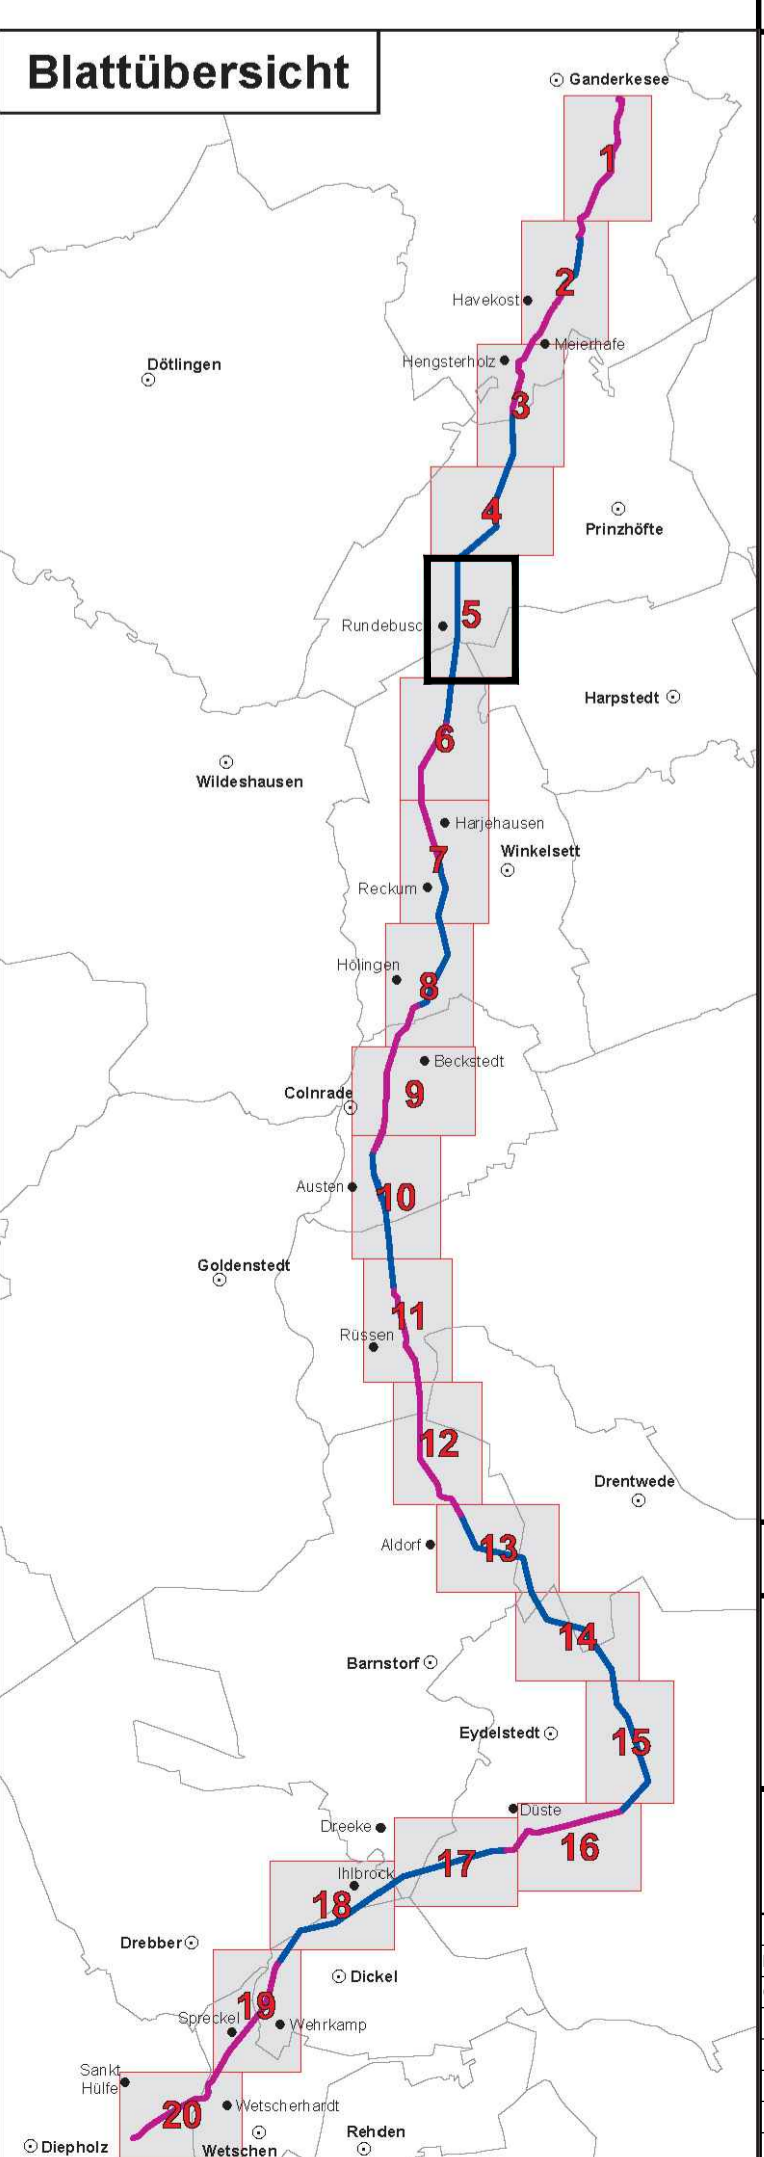 Blattübersicht
Ganderkesee
1
2
Havekost
Meierhafe
Hengsterholz
Dötlingen
3
4
Prinzhöfte
5
Rundebusc
Harpstedt
6
Wildeshausen
Harjehausen
Winkelsett
7
Reckum
Hölingen
8
Beckstedt
Colnrade
9
Austen
10
Goldenstedt
11
Rüssen
12
Drentwede
Aldorf
13
14
Barnstorf
Eydelstedt
15
Düste
Dreeke
16
17
Ihlbrock
18
Drebber
Dickel
19
Spreckel
Wehrkamp
Sankt
Hülfe
Wetscherhardt
20
Diepholz
Wetschen
Rehden